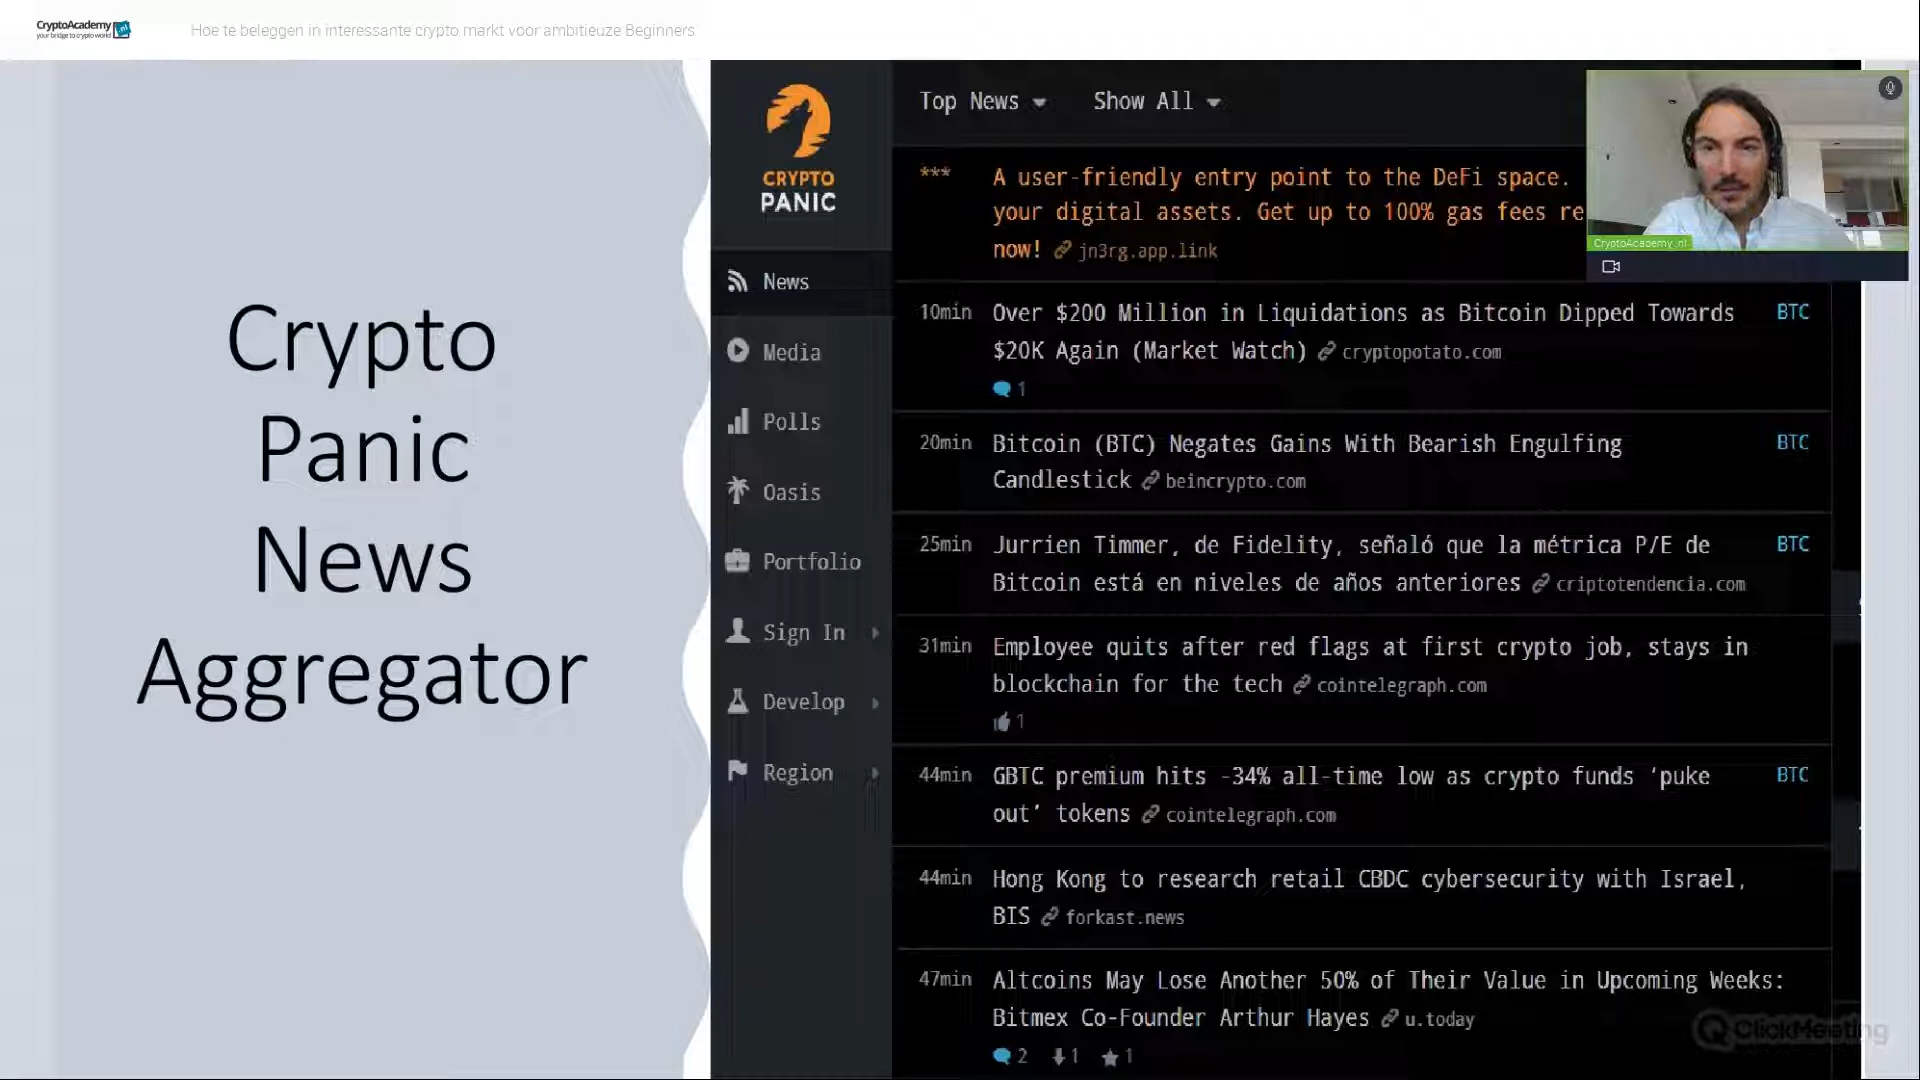 CryptoAcademy.nl
your bridge to crypto world
Hoe te beleggen in interessante crypto markt voor ambitieuze Beginners
Crypto
Panic
News
Aggregator
CRYPTO
PANIC
News
Media
Polls
Oasis
Portfolio
Sign In
Develop
Region
Top News
Show All
*** A user-friendly entry point to the DeFi space.
your digital assets. Get up to 100% gas fees re
now! jn3rg.app.link
10min Over $200 Million in Liquidations as Bitcoin Dipped Towards BTC
$20K Again (Market Watch) cryptopotato.com
1
20min Bitcoin (BTC) Negates Gains With Bearish Engulfing BTC
Candlestick beincrypto.com
25min Jurrien Timmer, de Fidelity, señaló que la métrica P/E de BTC
Bitcoin está en niveles de años anteriores criptotendencia.com
31min Employee quits after red flags at first crypto job, stays in
blockchain for the tech cointelegraph.com
1
44min GBTC premium hits -34% all-time low as crypto funds ‘puke BTC
out’ tokens cointelegraph.com
44min Hong Kong to research retail CBDC cybersecurity with Israel,
BIS forkast.news
47min Altcoins May Lose Another 50% of Their Value in Upcoming Weeks:
Bitmex Co-Founder Arthur Hayes u.today
2 1 1
CryptoAcademy .nl
ClickMeeting